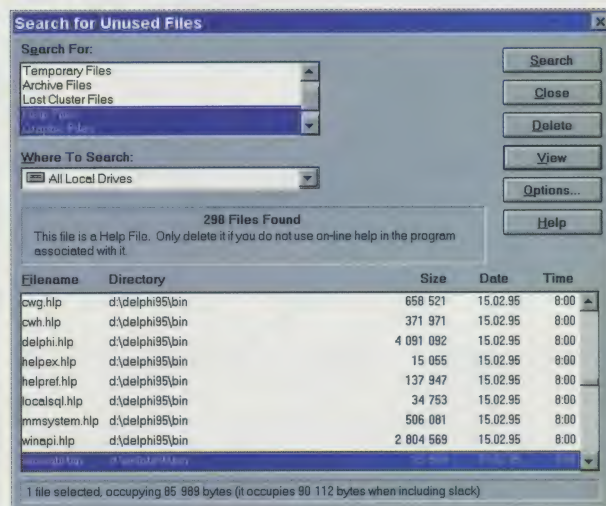 Search for Unused Files
Search For:
Temporary Files
Archive Files
Lost Cluster Files
Help Files
Graphic Files
Where To Search:
All Local Drives
Search
Close
Delete
View
Options...
Help
298 Files Found
This file is a Help File. Only delete it if you do not use on-line help in the program
associated with it.
Filename Directory Size Date Time
cwg.hlp d:\delphi95\bin 658 521 15.02.95 8:00
cwh.hlp d:\delphi95\bin 371 971 15.02.95 8:00
delphi.hlp d:\delphi95\bin 4 091 092 15.02.95 8:00
helpex.hlp d:\delphi95\bin 15 055 15.02.95 8:00
helpref.hlp d:\delphi95\bin 137 947 15.02.95 8:00
localsql.hlp d:\delphi95\bin 34 753 15.02.95 8:00
mmsystem.hlp d:\delphi95\bin 506 081 15.02.95 8:00
winapi.hlp d:\delphi95\bin 2 804 569 15.02.95 8:00
1 file selected, occupying 85 989 bytes (it occupies 90 112 bytes when including slack)